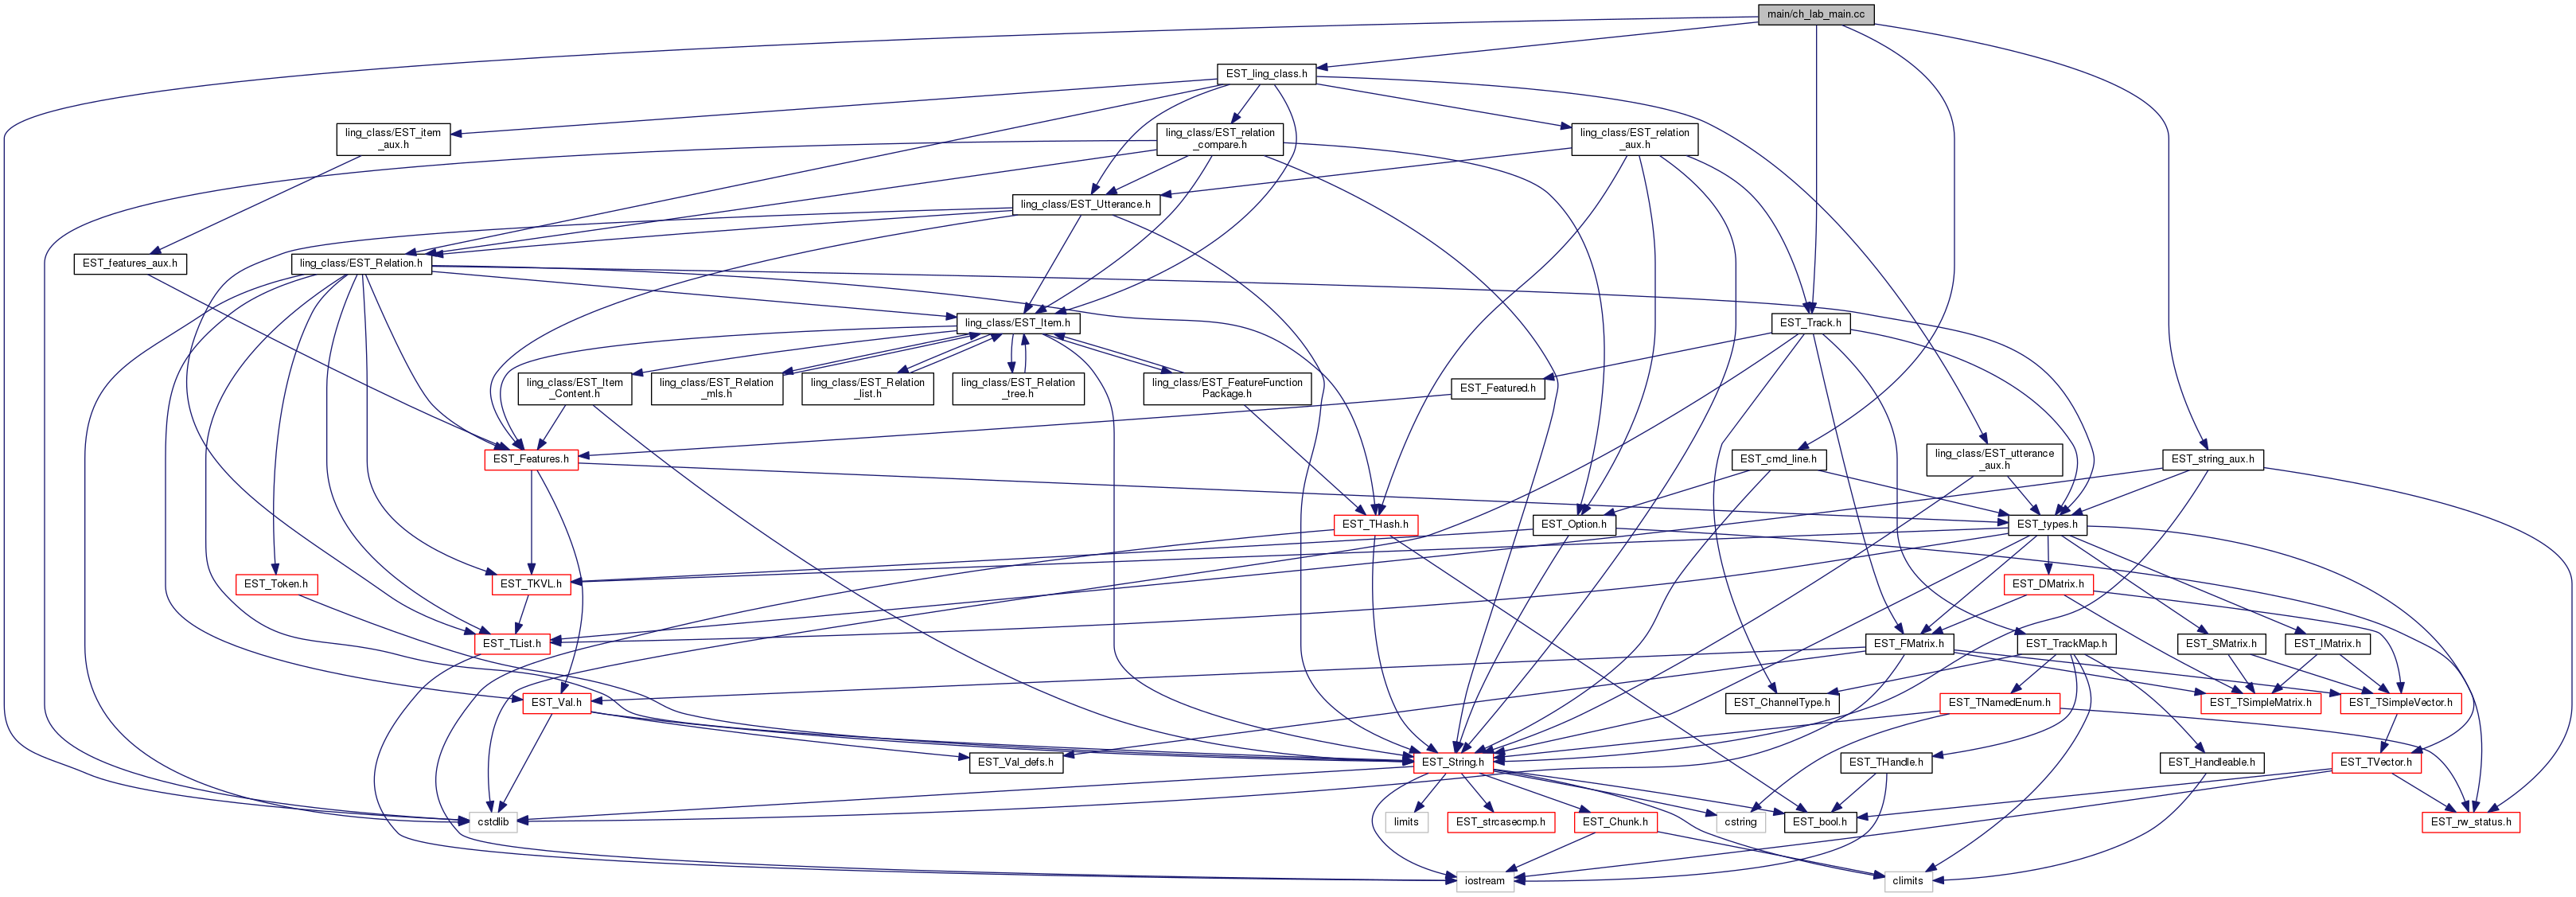 main/ch_lab_main.cc
EST_ling_class.h
ling_class/EST_item
_aux.h
ling_class/EST_relation
_compare.h
ling_class/EST_relation
_aux.h
ling_class/EST_Utterance.h
EST_features_aux.h
ling_class/EST_Relation.h
ling_class/EST_Item.h
EST_Track.h
ling_class/EST_Item
_Content.h
ling_class/EST_Relation
_mls.h
ling_class/EST_Relation
_list.h
ling_class/EST_Relation
_tree.h
ling_class/EST_FeatureFunction
Package.h
EST_Featured.h
EST_Features.h
EST_cmd_line.h
ling_class/EST_utterance
_aux.h
EST_string_aux.h
EST_THash.h
EST_Option.h
EST_types.h
EST_Token.h
EST_TKVL.h
EST_DMatrix.h
EST_TList.h
EST_FMatrix.h
EST_TrackMap.h
EST_SMatrix.h
EST_IMatrix.h
EST_Val.h
EST_ChannelType.h
EST_TNamedEnum.h
EST_TSimpleMatrix.h
EST_TSimpleVector.h
EST_Val_defs.h
EST_String.h
EST_THandle.h
EST_Handleable.h
EST_TVector.h
cstdlib
limits
EST_strcasecmp.h
EST_Chunk.h
cstring
EST_bool.h
EST_rw_status.h
iostream
climits